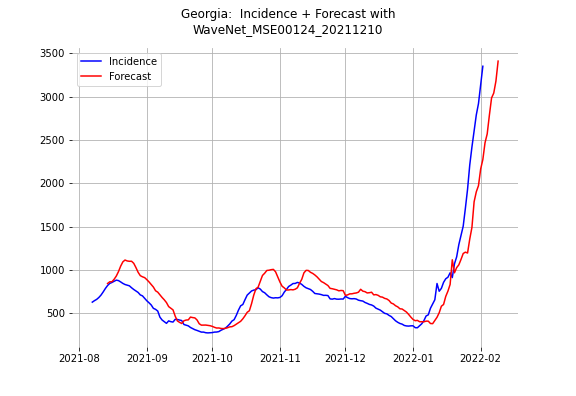 Georgia:  Incidence + Forecast with
WaveNet_MSE00124_20211210
3500
3000
2500
2000
1500
1000
500
Incidence
Forecast
2021-08 2021-09 2021-10 2021-11 2021-12 2022-01 2022-02